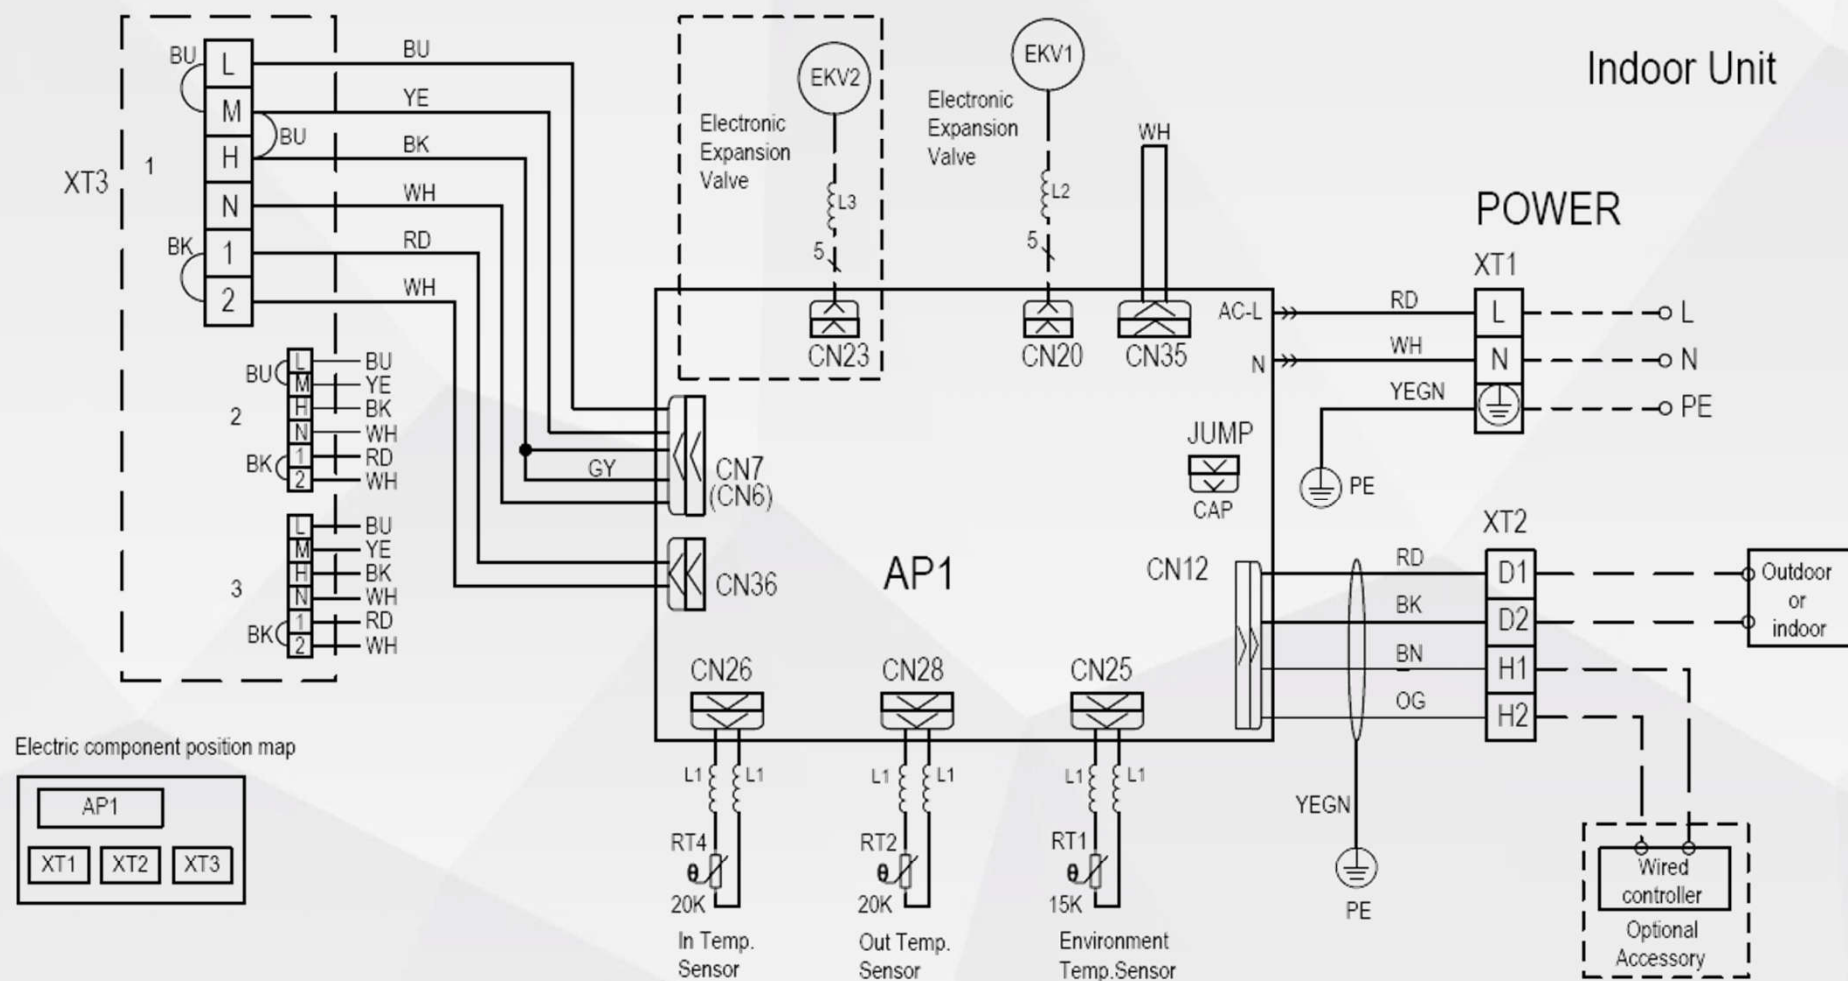 Indoor Unit
XT3
1
BU
L
M
H
N
1
2
BU
BK
BU
YE
BK
WH
RD
WH
2
BU
BK
L
M
H
N
1
2
BU
YE
BK
WH
RD
WH
3
BK
L
M
H
N
1
2
BU
YE
BK
WH
RD
WH
EKV2
Electronic
Expansion
Valve
L3
5
CN23
EKV1
Electronic
Expansion
Valve
L2
5
CN20
WH
CN35
AC-L
N
POWER
XT1
RD
L
L
WH
N
N
YEGN
PE
PE
JUMP
CAP
GY
CN7
(CN6)
CN36
AP1
CN12
XT2
RD
D1
BK
D2
BN
H1
OG
H2
Outdoor
or
indoor
YEGN
PE
Wired
controller
Optional
Accessory
CN26
L1
L1
RT4
θ
20K
In Temp.
Sensor
CN28
L1
L1
RT2
θ
20K
Out Temp.
Sensor
CN25
L1
L1
RT1
θ
15K
Environment
Temp.Sensor
Electric component position map
AP1
XT1
XT2
XT3